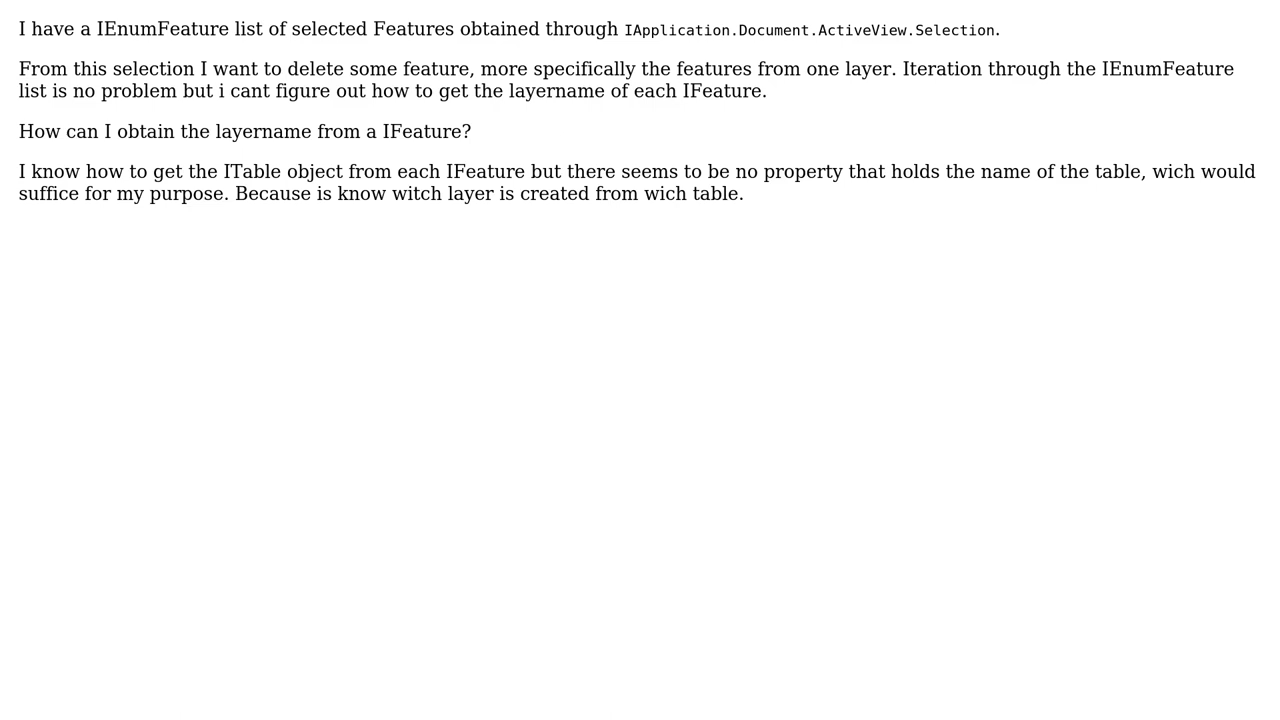 I have a IEnumFeature list of selected Features obtained through IApplication.Document.ActiveView.Selection.
From this selection I want to delete some feature, more specifically the features from one layer. Iteration through the IEnumFeature
list is no problem but i cant figure out how to get the layername of each IFeature.
How can I obtain the layername from a IFeature?
I know how to get the ITable object from each IFeature but there seems to be no property that holds the name of the table, wich would
suffice for my purpose. Because is know witch layer is created from wich table.